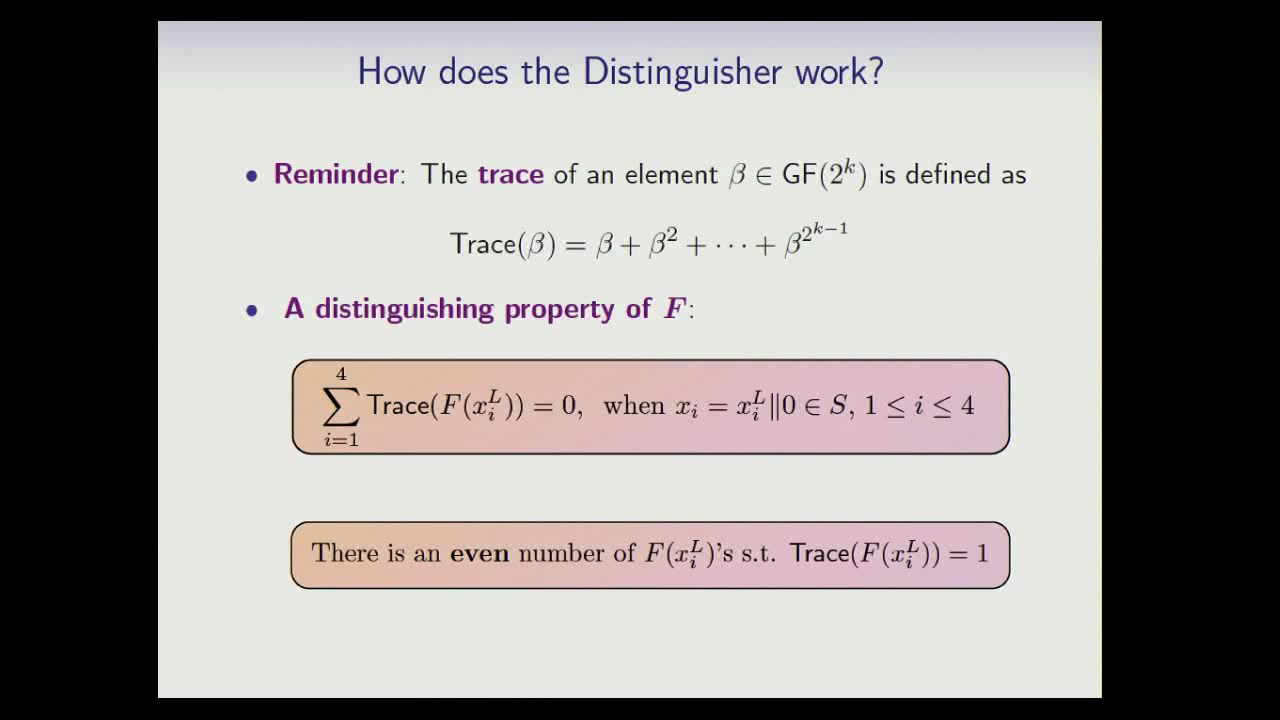 How does the Distinguisher work?
• Reminder: The trace of an element β ∈ GF(2^k) is defined as
Trace(β) = β + β^2 + ⋯ + β^{2^{k−1}}
• A distinguishing property of F:
∑_{i=1}^{4} Trace(F(x_i^L)) = 0, when x_i = x_i^L‖0 ∈ S, 1 ≤ i ≤ 4
There is an even number of F(x_i^L)'s s.t. Trace(F(x_i^L)) = 1